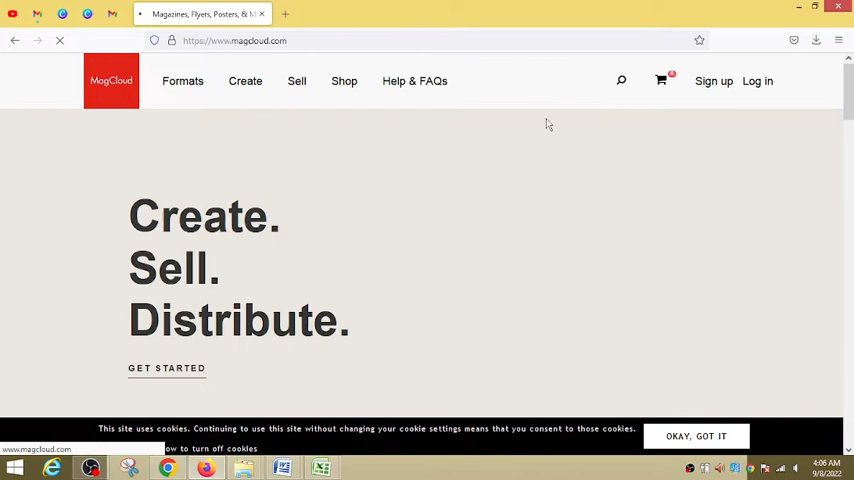 Magazines, Flyers, Posters, & M
https://www.magcloud.com
MagCloud
Formats
Create
Sell
Shop
Help & FAQs
Sign up
Log in
Create.
Sell.
Distribute.
GET STARTED
This site uses cookies. Continuing to use this site without changing your cookie settings means that you consent to those cookies.
OKAY, GOT IT
www.magcloud.com
ow to turn off cookies
4:06 AM
9/8/2022